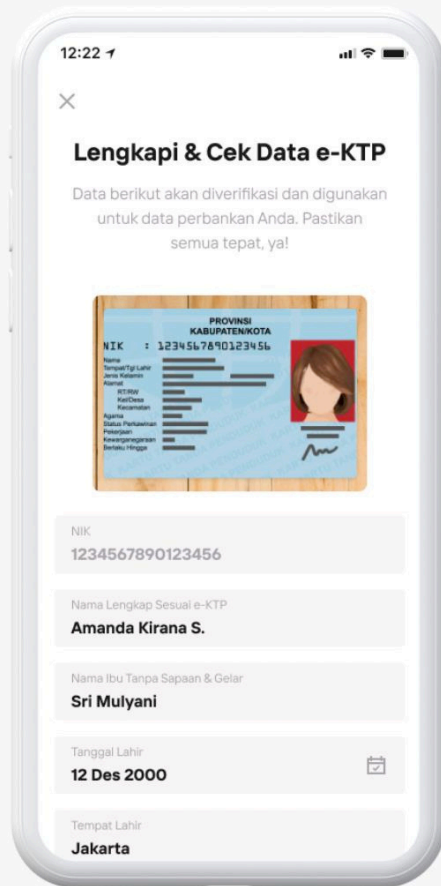 12:22
Lengkapi & Cek Data e-KTP
Data berikut akan diverifikasi dan digunakan
untuk data perbankan Anda. Pastikan
semua tepat, ya!
PROVINSI
KABUPATEN/KOTA
NIK : 1234567890123456
Nama
Tempat/Tgl Lahir
Jenis Kelamin
Alamat
RT/RW
Kel/Desa
Kecamatan
Agama
Status Perkawinan
Pekerjaan
Kewarganegaraan
Berlaku Hingga
NIK
1234567890123456
Nama Lengkap Sesuai e-KTP
Amanda Kirana S.
Nama Ibu Tanpa Sapaan & Gelar
Sri Mulyani
Tanggal Lahir
12 Des 2000
Tempat Lahir
Jakarta